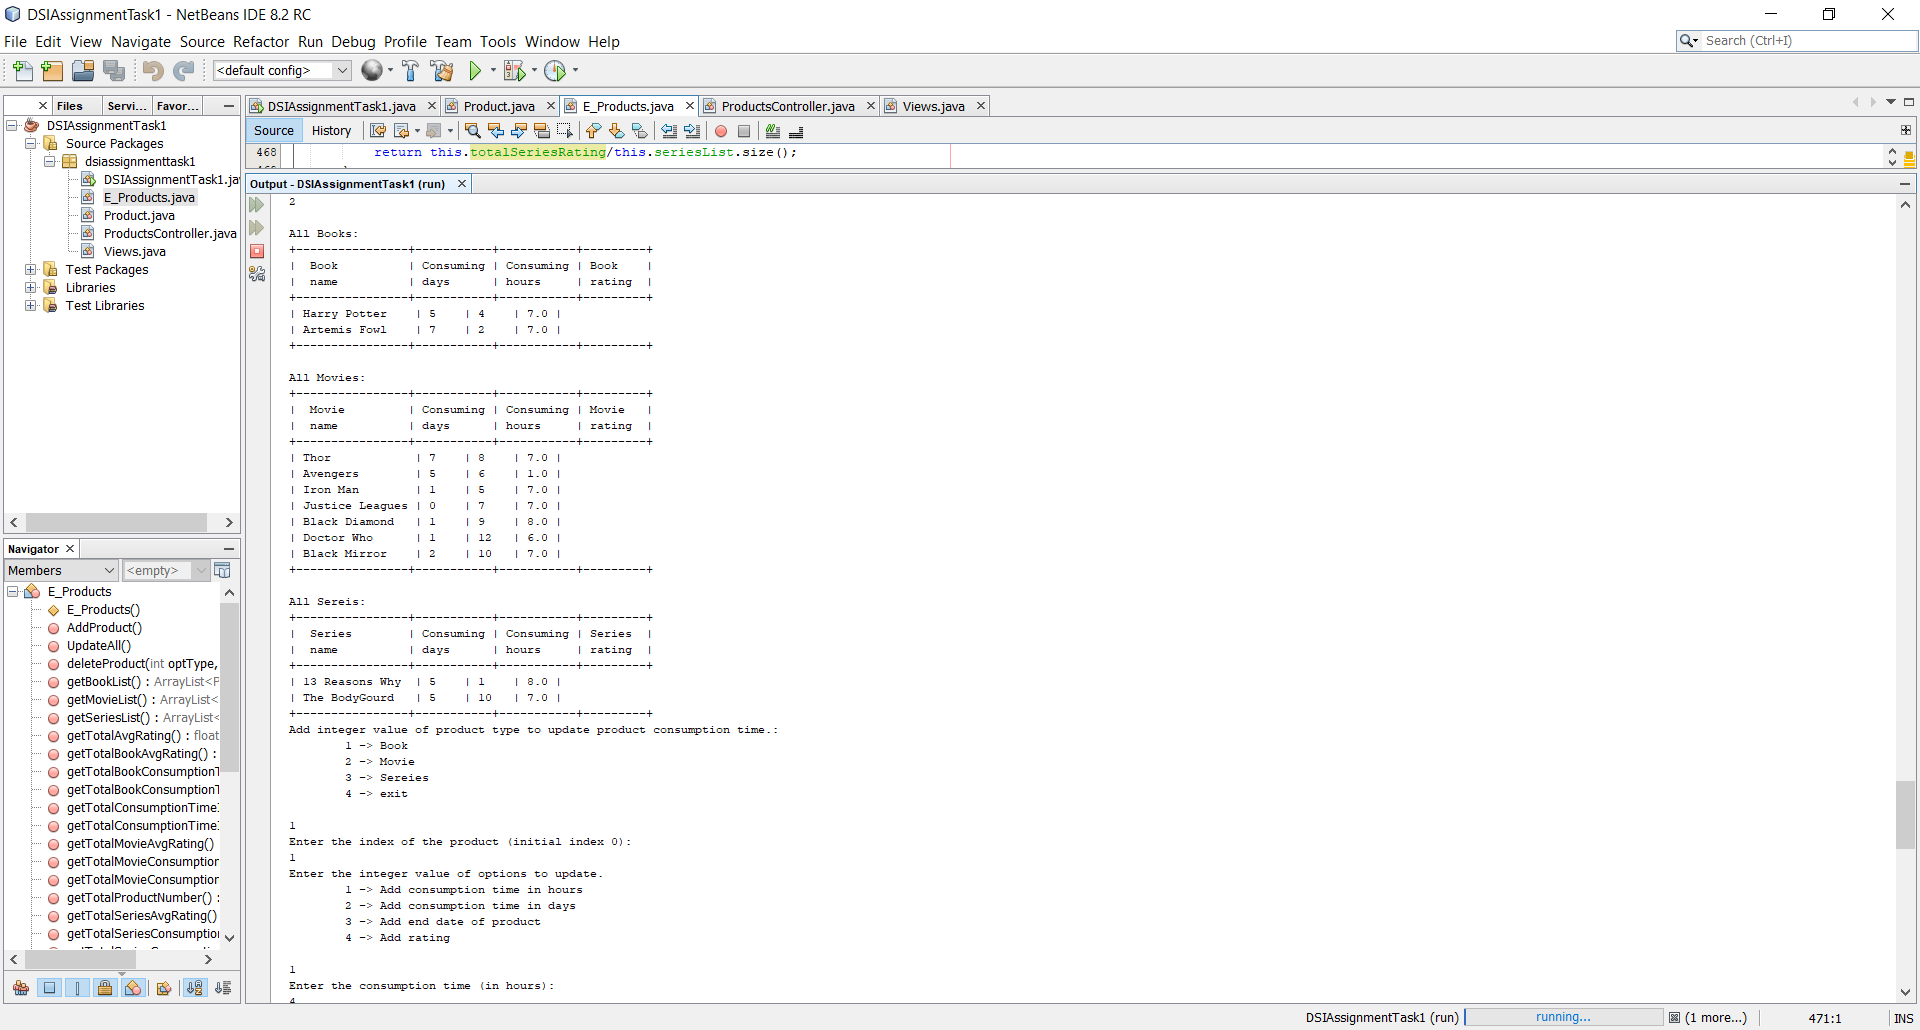 DSIAssignmentTask1 - NetBeans IDE 8.2 RC
File Edit View Navigate Source Refactor Run Debug Profile Team Tools Window Help
Search (Ctrl+I)
<default config>
Files Servi... Favor...
DSIAssignmentTask1
Source Packages
dsiassignmenttask1
DSIAssignmentTask1.ja
E_Products.java
Product.java
ProductsController.java
Views.java
Test Packages
Libraries
Test Libraries
Navigator
Members <empty>
E_Products
E_Products()
AddProduct()
UpdateAll()
deleteProduct(int optType,
getBookList() : ArrayList<P
getMovieList() : ArrayList<
getSeriesList() : ArrayList<
getTotalAvgRating() : float
getTotalBookAvgRating() :
getTotalBookConsumptionT
getTotalBookConsumptionT
getTotalConsumptionTime
getTotalConsumptionTime
getTotalMovieAvgRating()
getTotalMovieConsumption
getTotalMovieConsumption
getTotalProductNumber() :
getTotalSeriesAvgRating()
getTotalSeriesConsumption
DSIAssignmentTask1.java Product.java E_Products.java ProductsController.java Views.java
Source History
468 return this.totalSeriesRating/this.seriesList.size();
Output - DSIAssignmentTask1 (run)
2
All Books:
+----------------+-----------+-----------+---------+
|  Book          | Consuming | Consuming | Book    |
|  name          | days      | hours     | rating  |
+----------------+-----------+-----------+---------+
| Harry Potter    | 5    | 4    | 7.0 |
| Artemis Fowl    | 7    | 2    | 7.0 |
+----------------+-----------+-----------+---------+
All Movies:
+----------------+-----------+-----------+---------+
|  Movie         | Consuming | Consuming | Movie   |
|  name          | days      | hours     | rating  |
+----------------+-----------+-----------+---------+
| Thor            | 7    | 8    | 7.0 |
| Avengers        | 5    | 6    | 1.0 |
| Iron Man        | 1    | 5    | 7.0 |
| Justice Leagues | 0    | 7    | 7.0 |
| Black Diamond   | 1    | 9    | 8.0 |
| Doctor Who      | 1    | 12   | 6.0 |
| Black Mirror    | 2    | 10   | 7.0 |
+----------------+-----------+-----------+---------+
All Sereis:
+----------------+-----------+-----------+---------+
|  Series        | Consuming | Consuming | Series  |
|  name          | days      | hours     | rating  |
+----------------+-----------+-----------+---------+
| 13 Reasons Why  | 5    | 1    | 8.0 |
| The BodyGourd   | 5    | 10   | 7.0 |
+----------------+-----------+-----------+---------+
Add integer value of product type to update product consumption time.:
1 -> Book
2 -> Movie
3 -> Sereies
4 -> exit
1
Enter the index of the product (initial index 0):
1
Enter the integer value of options to update.
1 -> Add consumption time in hours
2 -> Add consumption time in days
3 -> Add end date of product
4 -> Add rating
1
Enter the consumption time (in hours):
4
DSIAssignmentTask1 (run) running... (1 more...) 471:1 INS